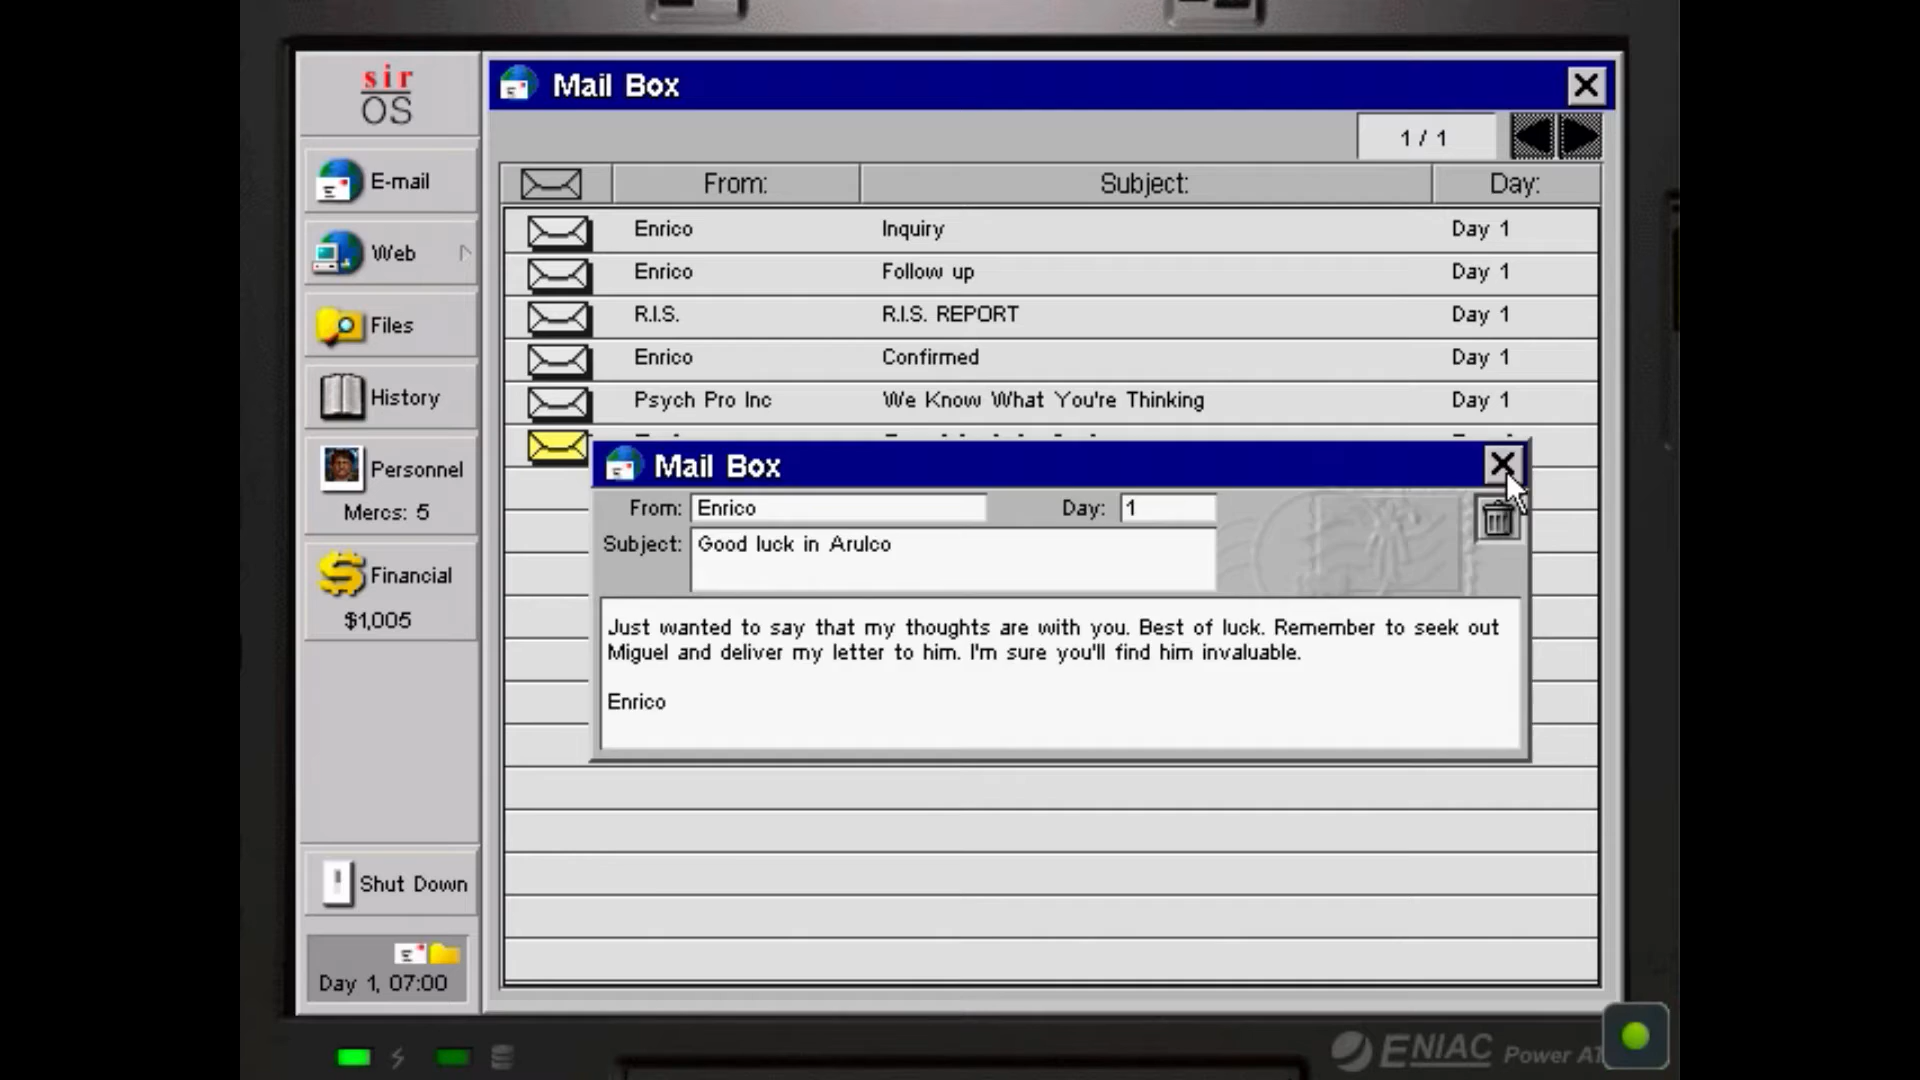 sir
OS
Mail Box
1 / 1
E-mail
Web
Files
History
Personnel
Mercs: 5
Financial
$1,005
Shut Down
Day 1, 07:00
From: Subject: Day:
Enrico Inquiry Day 1
Enrico Follow up Day 1
R.I.S. R.I.S. REPORT Day 1
Enrico Confirmed Day 1
Psych Pro Inc We Know What You're Thinking Day 1
Mail Box
From: Enrico Day: 1
Subject: Good luck in Arulco
Just wanted to say that my thoughts are with you. Best of luck. Remember to seek out
Miguel and deliver my letter to him. I'm sure you'll find him invaluable.
Enrico
ENIAC Power